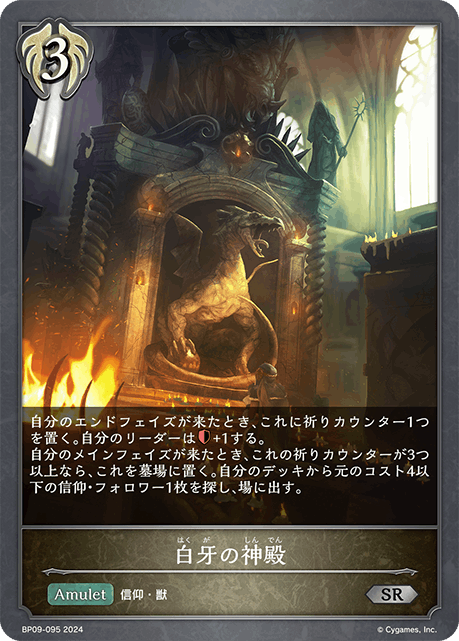 3
自分のエンドフェイズが来たとき、これに祈りカウンター1つ
を置く。自分のリーダーは+1する。
自分のメインフェイズが来たとき、これの祈りカウンターが3つ
以上なら、これを墓場に置く。自分のデッキから元のコスト4以
下の信仰・フォロワー1枚を探し、場に出す。
はく が しん でん
白牙の神殿
Amulet 信仰・獣 SR
BP09-095 2024 © Cygames, Inc.